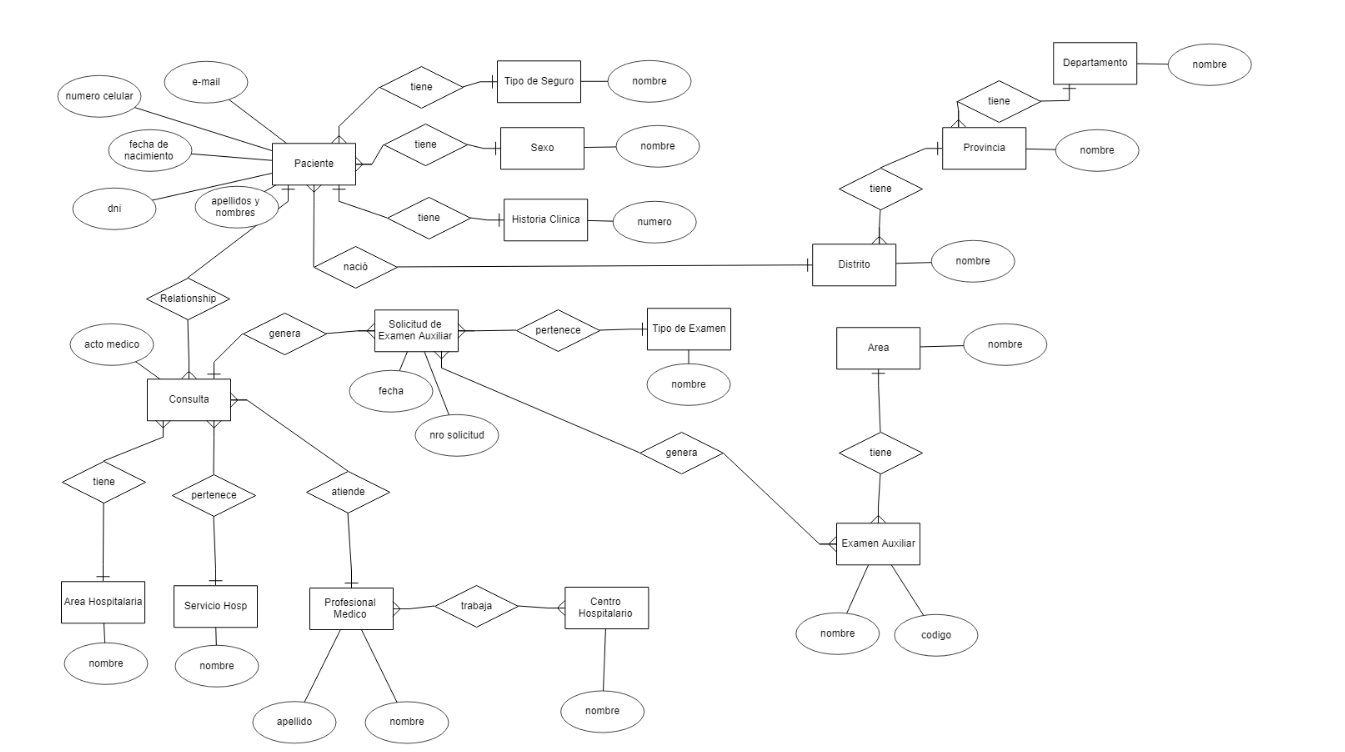 Departamento
nombre
e-mail
tiene
Tipo de Seguro
nombre
numero celular
tiene
fecha de
nacimiento
Paciente
tiene
Sexo
nombre
Provincia
nombre
dni
apellidos y
nombres
tiene
Historia Clinica
numero
tiene
nació
Distrito
nombre
Relationship
acto medico
genera
Solicitud de
Examen Auxiliar
pertenece
Tipo de Examen
Area
nombre
fecha
nombre
Consulta
nro solicitud
genera
tiene
tiene
pertenece
atiende
Examen Auxiliar
Area Hospitalaria
Servicio Hosp
Profesional
Medico
trabaja
Centro
Hospitalario
nombre
codigo
nombre
nombre
apellido
nombre
nombre